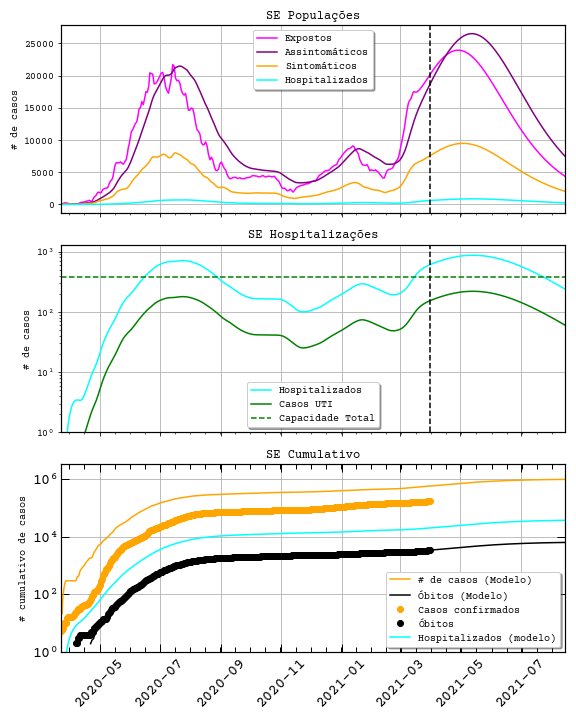 SE Populações
# de casos
25000
20000
15000
10000
5000
0
Expostos
Assintomáticos
Sintomáticos
Hospitalizados
SE Hospitalizações
# de casos
10³
10²
10¹
10⁰
Hospitalizados
Casos UTI
Capacidade Total
SE Cumulativo
# cumulativo de casos
10⁶
10⁴
10²
10⁰
# de casos (Modelo)
Óbitos (Modelo)
Casos confirmados
Óbitos
Hospitalizados (modelo)
2020-05
2020-07
2020-09
2020-11
2021-01
2021-03
2021-05
2021-07